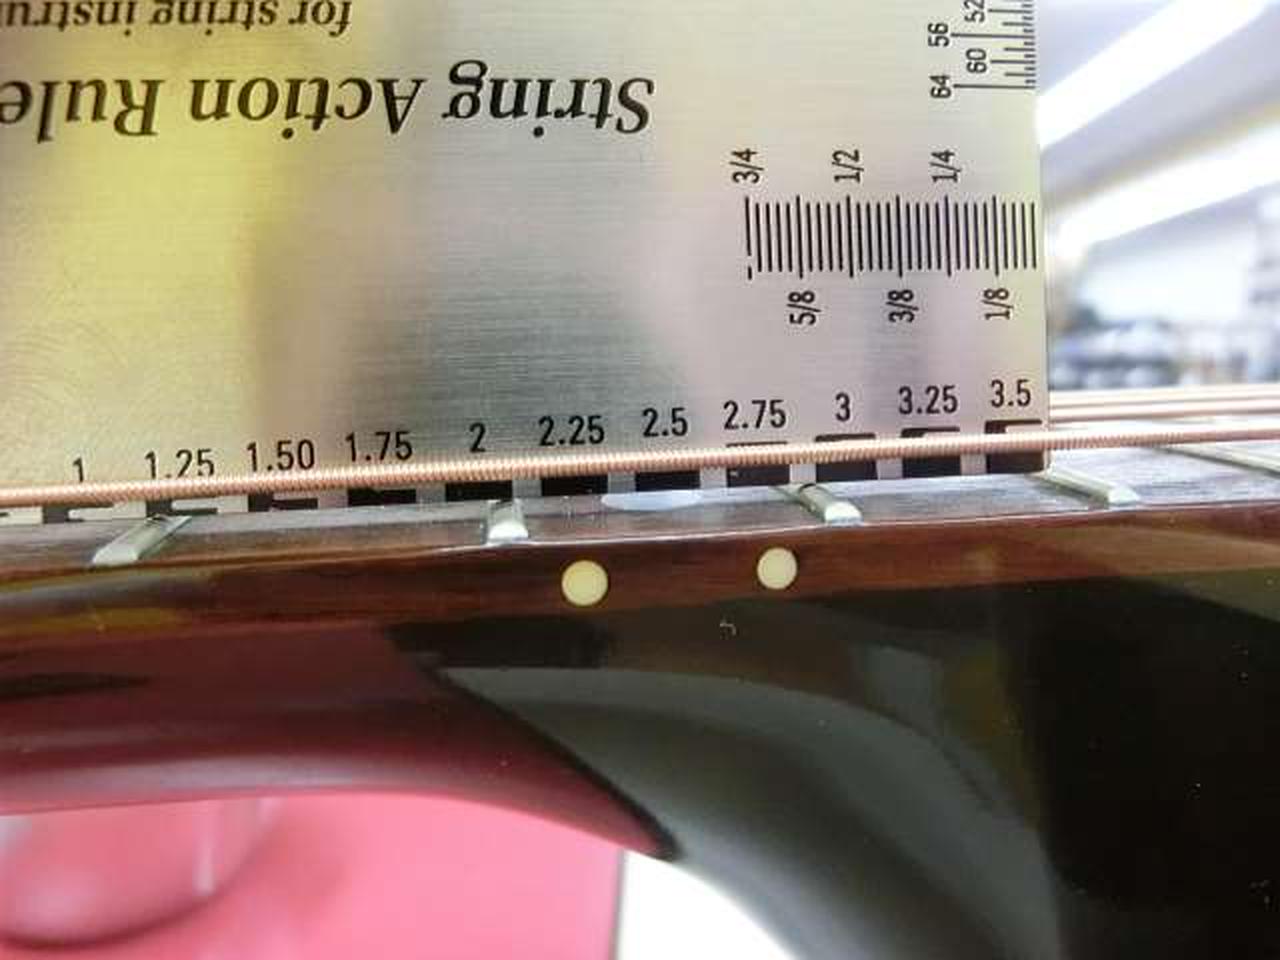 for string instru
String Action Rule
52
56
60
64
3/4 1/2 1/4
5/8 3/8 1/8
1 1.25 1.50 1.75 2 2.25 2.5 2.75 3 3.25 3.5